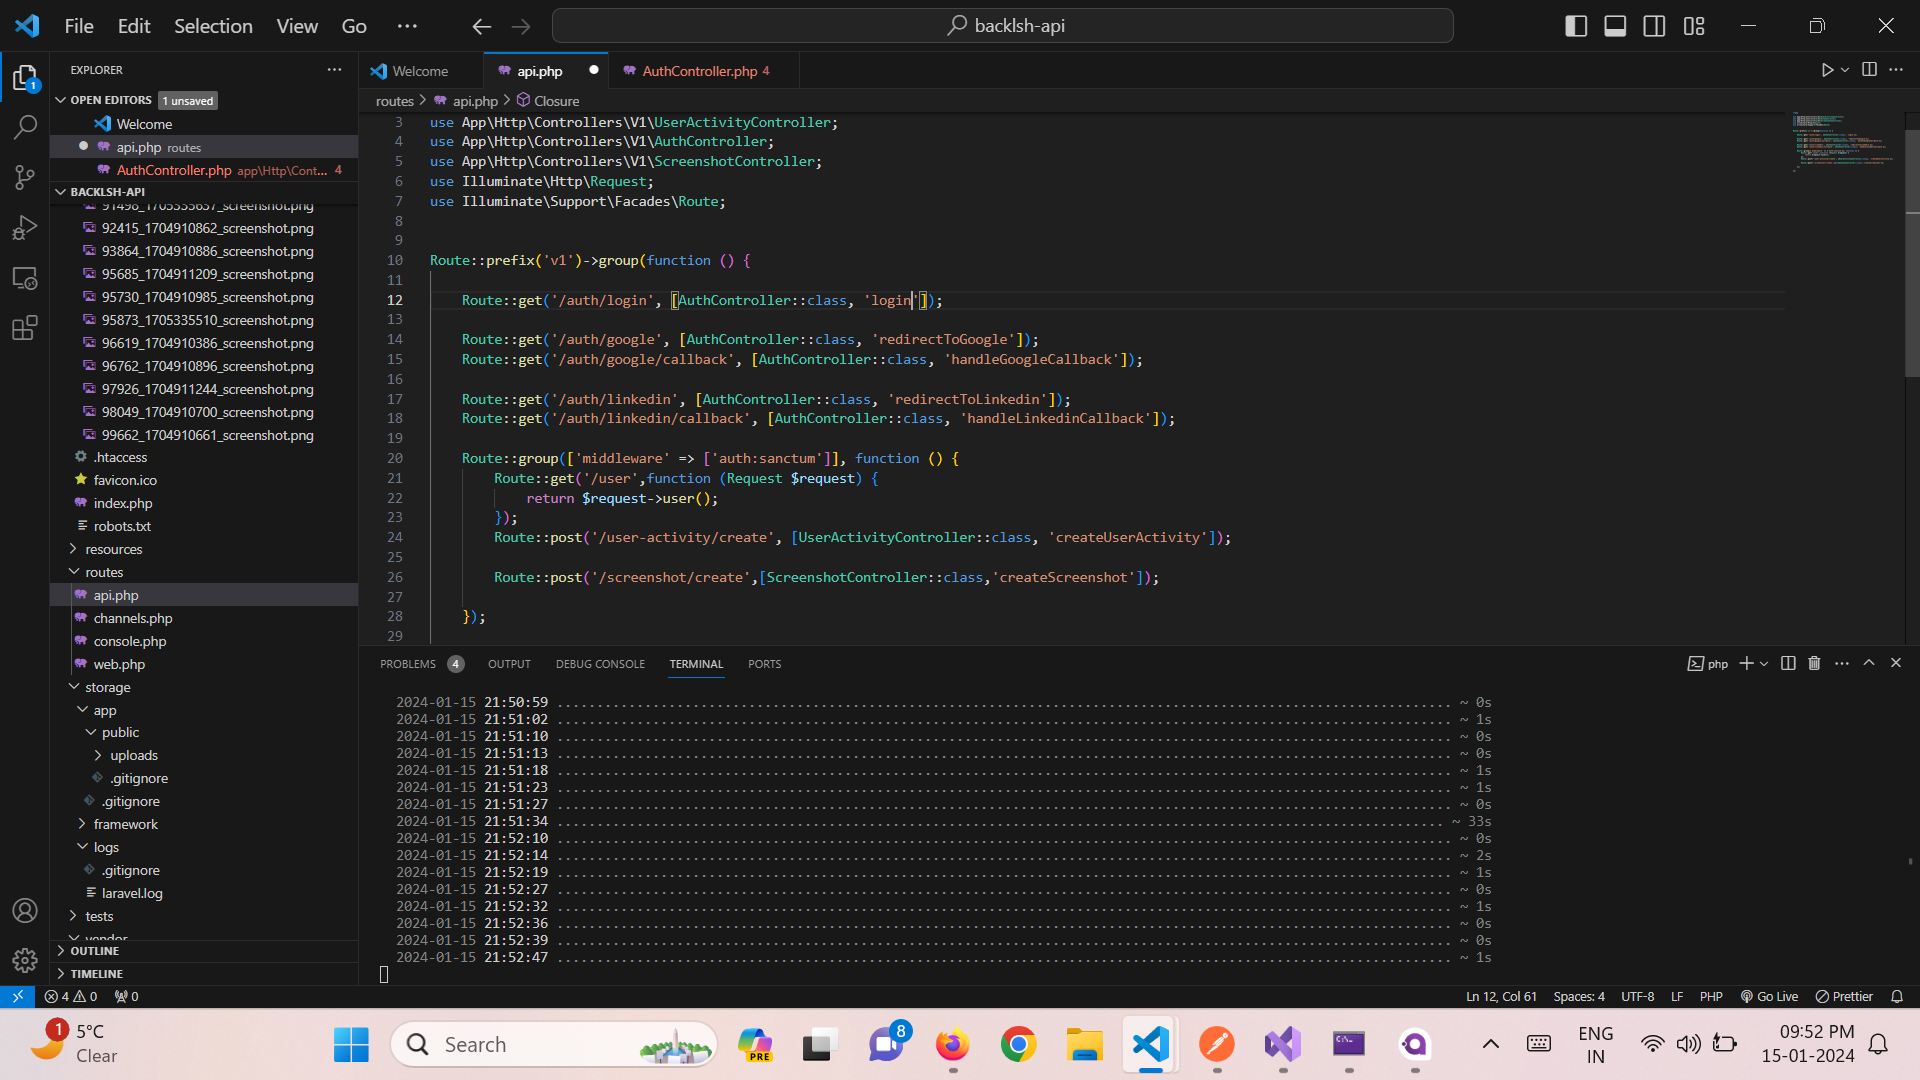 File Edit Selection View Go ···
backlsh-api
EXPLORER ···
OPEN EDITORS 1 unsaved
Welcome
api.php routes
AuthController.php app\Http\Cont... 4
BACKLSH-API
91498_1705335637_screenshot.png
92415_1704910862_screenshot.png
93864_1704910886_screenshot.png
95685_1704911209_screenshot.png
95730_1704910985_screenshot.png
95873_1705335510_screenshot.png
96619_1704910386_screenshot.png
96762_1704910896_screenshot.png
97926_1704911244_screenshot.png
98049_1704910700_screenshot.png
99662_1704910661_screenshot.png
.htaccess
favicon.ico
index.php
robots.txt
resources
routes
api.php
channels.php
console.php
web.php
storage
app
public
uploads
.gitignore
.gitignore
framework
logs
.gitignore
laravel.log
tests
vendor
OUTLINE
TIMELINE
Welcome api.php AuthController.php 4
routes > api.php > Closure
3 use App\Http\Controllers\V1\UserActivityController;
4 use App\Http\Controllers\V1\AuthController;
5 use App\Http\Controllers\V1\ScreenshotController;
6 use Illuminate\Http\Request;
7 use Illuminate\Support\Facades\Route;
8
9
10 Route::prefix('v1')->group(function () {
11
12 Route::get('/auth/login', [AuthController::class, 'login']);
13
14 Route::get('/auth/google', [AuthController::class, 'redirectToGoogle']);
15 Route::get('/auth/google/callback', [AuthController::class, 'handleGoogleCallback']);
16
17 Route::get('/auth/linkedin', [AuthController::class, 'redirectToLinkedin']);
18 Route::get('/auth/linkedin/callback', [AuthController::class, 'handleLinkedinCallback']);
19
20 Route::group(['middleware' => ['auth:sanctum']], function () {
21 Route::get('/user',function (Request $request) {
22 return $request->user();
23 });
24 Route::post('/user-activity/create', [UserActivityController::class, 'createUserActivity']);
25
26 Route::post('/screenshot/create',[ScreenshotController::class,'createScreenshot']);
27
28 });
29
PROBLEMS 4 OUTPUT DEBUG CONSOLE TERMINAL PORTS
php
2024-01-15 21:50:59 ........ ~ 0s
2024-01-15 21:51:02 ........ ~ 1s
2024-01-15 21:51:10 ........ ~ 0s
2024-01-15 21:51:13 ........ ~ 0s
2024-01-15 21:51:18 ........ ~ 1s
2024-01-15 21:51:23 ........ ~ 1s
2024-01-15 21:51:27 ........ ~ 0s
2024-01-15 21:51:34 ........ ~ 33s
2024-01-15 21:52:10 ........ ~ 0s
2024-01-15 21:52:14 ........ ~ 2s
2024-01-15 21:52:19 ........ ~ 1s
2024-01-15 21:52:27 ........ ~ 0s
2024-01-15 21:52:32 ........ ~ 1s
2024-01-15 21:52:36 ........ ~ 0s
2024-01-15 21:52:39 ........ ~ 0s
2024-01-15 21:52:47 ........ ~ 1s
4 0 0
Ln 12, Col 61 Spaces: 4 UTF-8 LF PHP Go Live Prettier
1
5°C
Clear
Search
PRE
8
ENG
IN
09:52 PM
15-01-2024